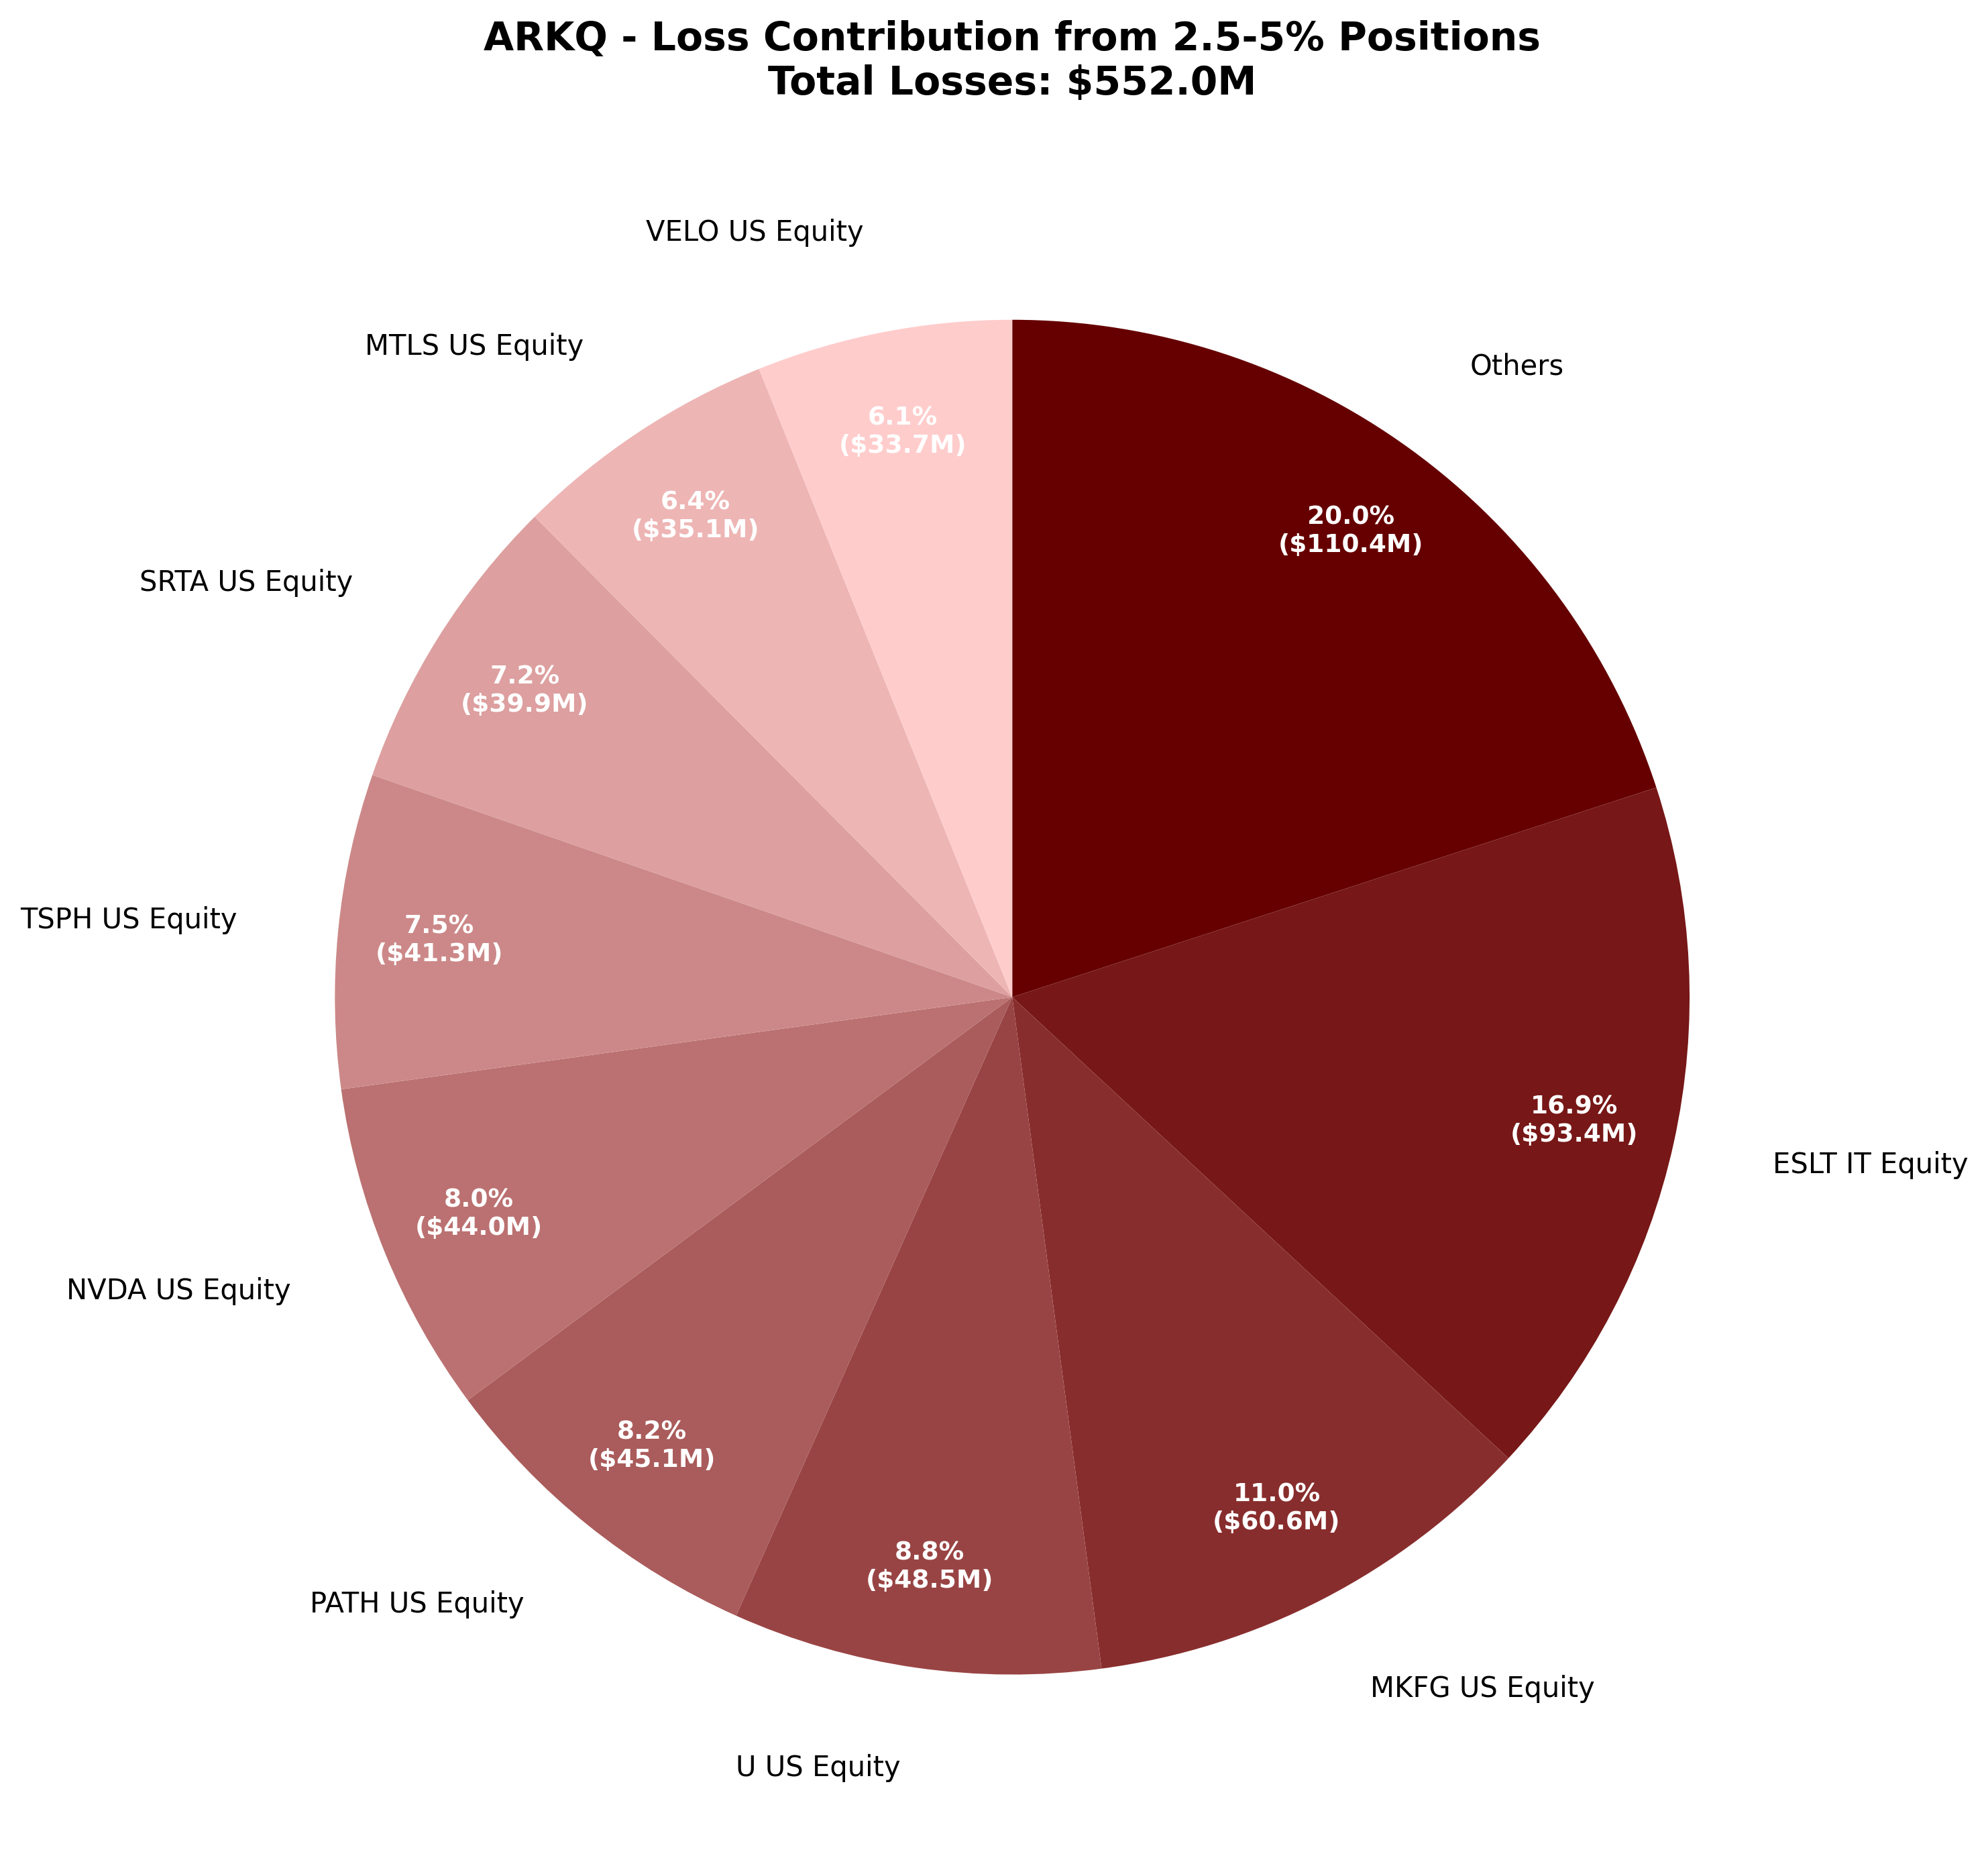 ARKQ - Loss Contribution from 2.5-5% Positions
Total Losses: $552.0M
VELO US Equity
6.1%
($33.7M)
MTLS US Equity
6.4%
($35.1M)
SRTA US Equity
7.2%
($39.9M)
TSPH US Equity
7.5%
($41.3M)
NVDA US Equity
8.0%
($44.0M)
PATH US Equity
8.2%
($45.1M)
U US Equity
8.8%
($48.5M)
MKFG US Equity
11.0%
($60.6M)
ESLT IT Equity
16.9%
($93.4M)
Others
20.0%
($110.4M)